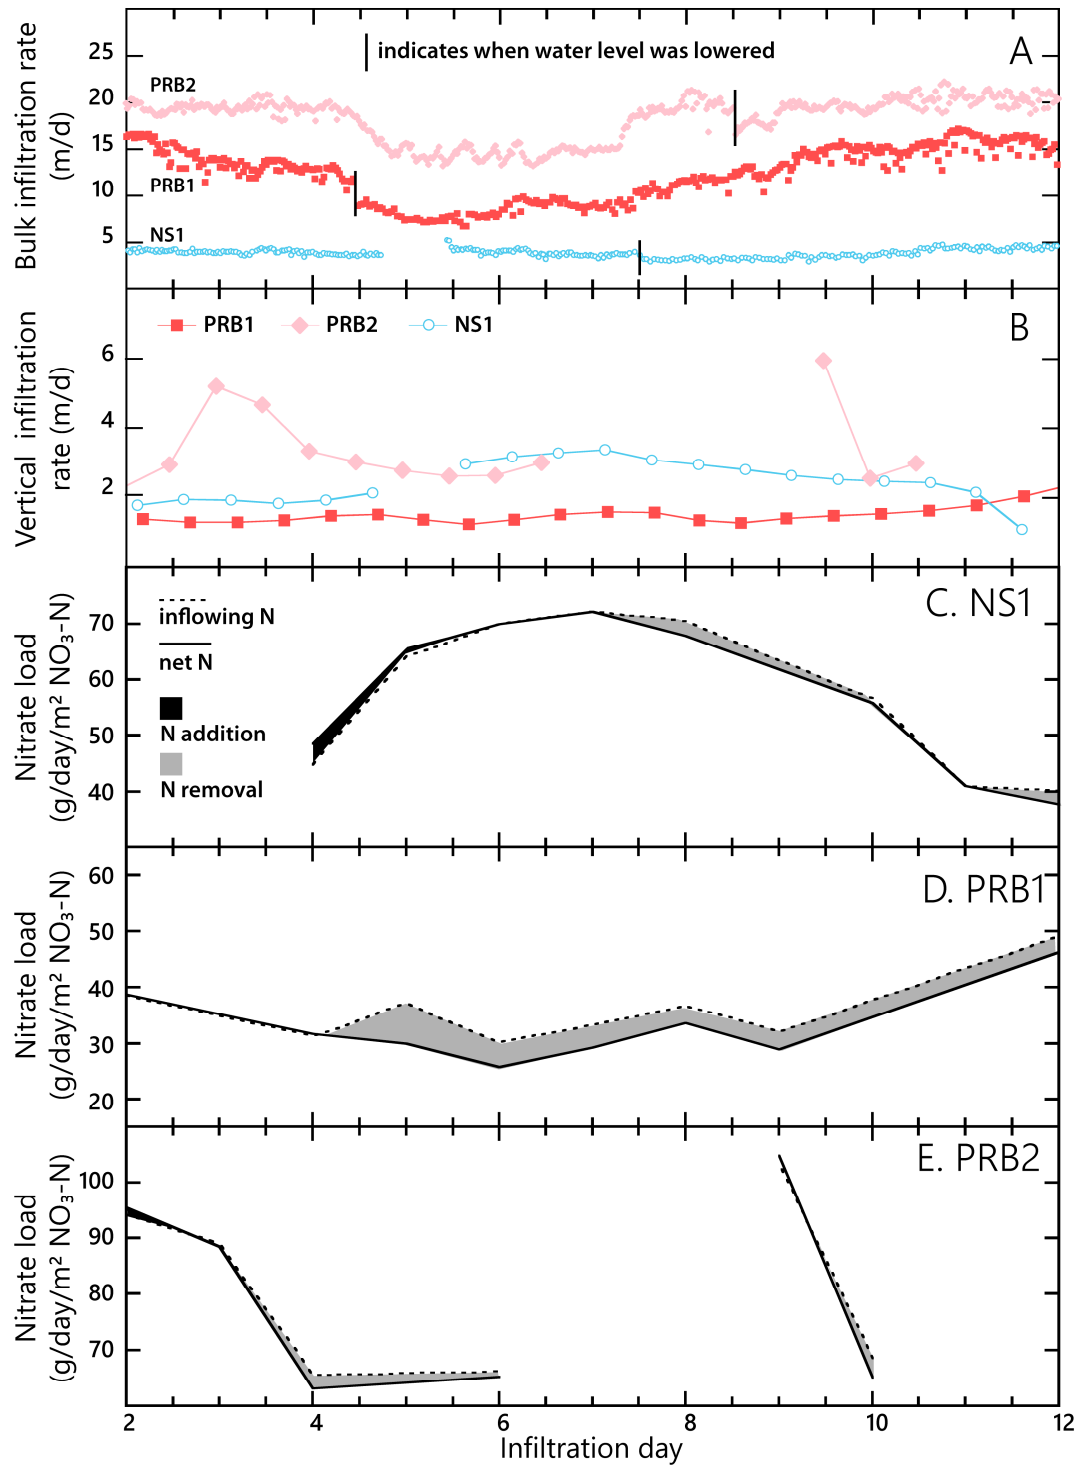 A
indicates when water level was lowered
Bulk infiltration rate
(m/d)
25
20
15
10
5
PRB2
PRB1
NS1
B
PRB1
PRB2
NS1
Vertical infiltration
rate (m/d)
6
4
2
C. NS1
inflowing N
net N
N addition
N removal
Nitrate load
(g/day/m² NO₃-N)
70
60
50
40
D. PRB1
Nitrate load
(g/day/m² NO₃-N)
60
50
40
30
20
E. PRB2
Nitrate load
(g/day/m² NO₃-N)
100
90
80
70
2
4
6
8
10
12
Infiltration day